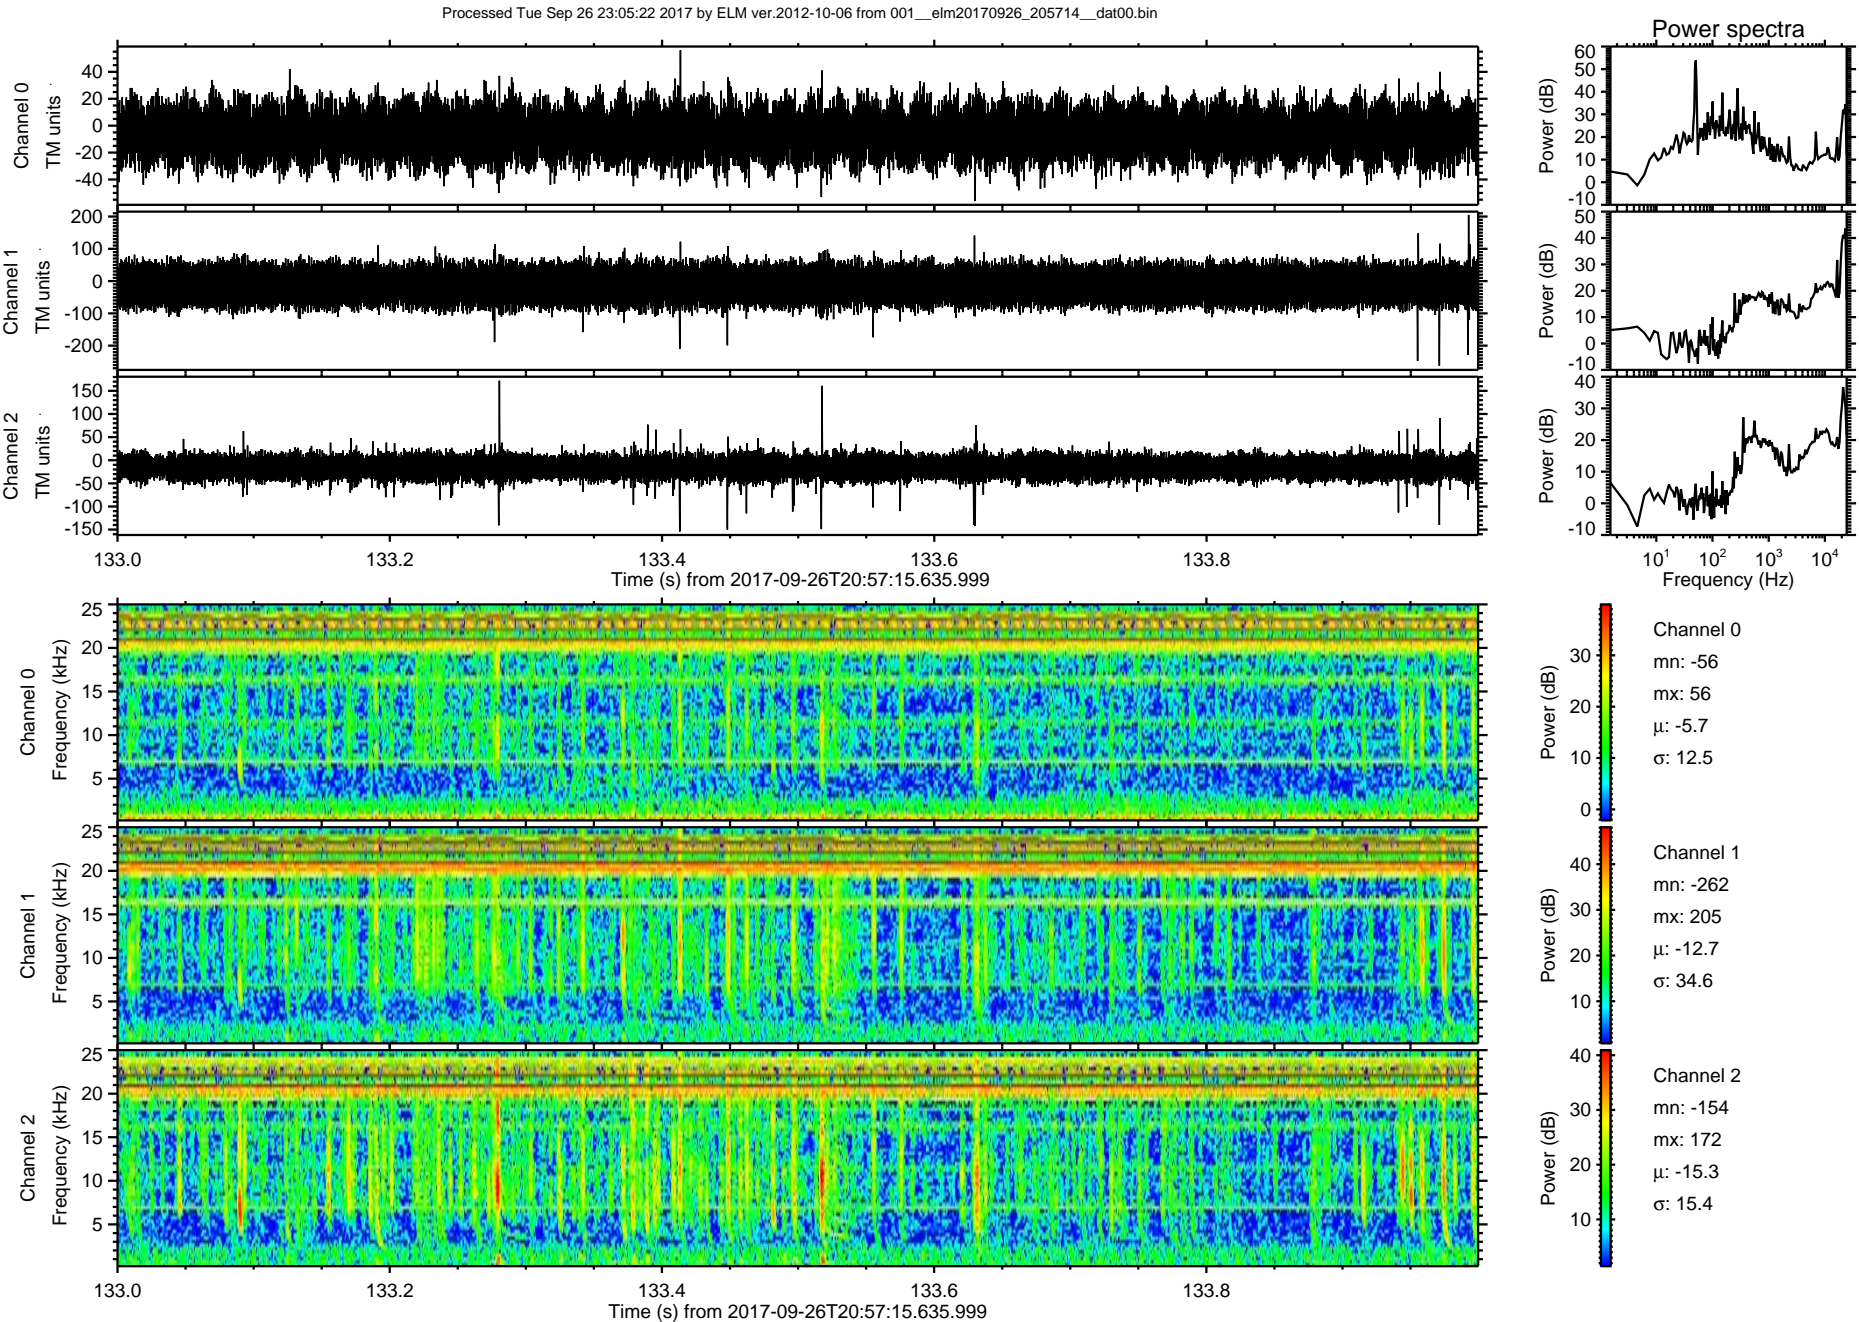 Processed Tue Sep 26 23:05:22 2017 by ELM ver.2012-10-06 from 001__elm20170926_205714__dat00.bin
Power spectra
Channel 0
TM units
40
20
0
-20
-40
Power (dB)
60
50
40
30
20
10
0
-10
Channel 1
TM units
200
100
0
-100
-200
Power (dB)
50
40
30
20
10
0
-10
Channel 2
TM units
150
100
50
0
-50
-100
-150
Power (dB)
40
30
20
10
0
-10
133.0 133.2 133.4 133.6 133.8
Time (s) from 2017-09-26T20:57:15.635.999
10¹ 10² 10³ 10⁴
Frequency (Hz)
Channel 0
Frequency (kHz)
25
20
15
10
5
Power (dB)
30
20
10
0
Channel 0
mn: -56
mx: 56
μ: -5.7
σ: 12.5
Channel 1
Frequency (kHz)
25
20
15
10
5
Power (dB)
40
30
20
10
Channel 1
mn: -262
mx: 205
μ: -12.7
σ: 34.6
Channel 2
Frequency (kHz)
25
20
15
10
5
Power (dB)
40
30
20
10
Channel 2
mn: -154
mx: 172
μ: -15.3
σ: 15.4
133.0 133.2 133.4 133.6 133.8
Time (s) from 2017-09-26T20:57:15.635.999